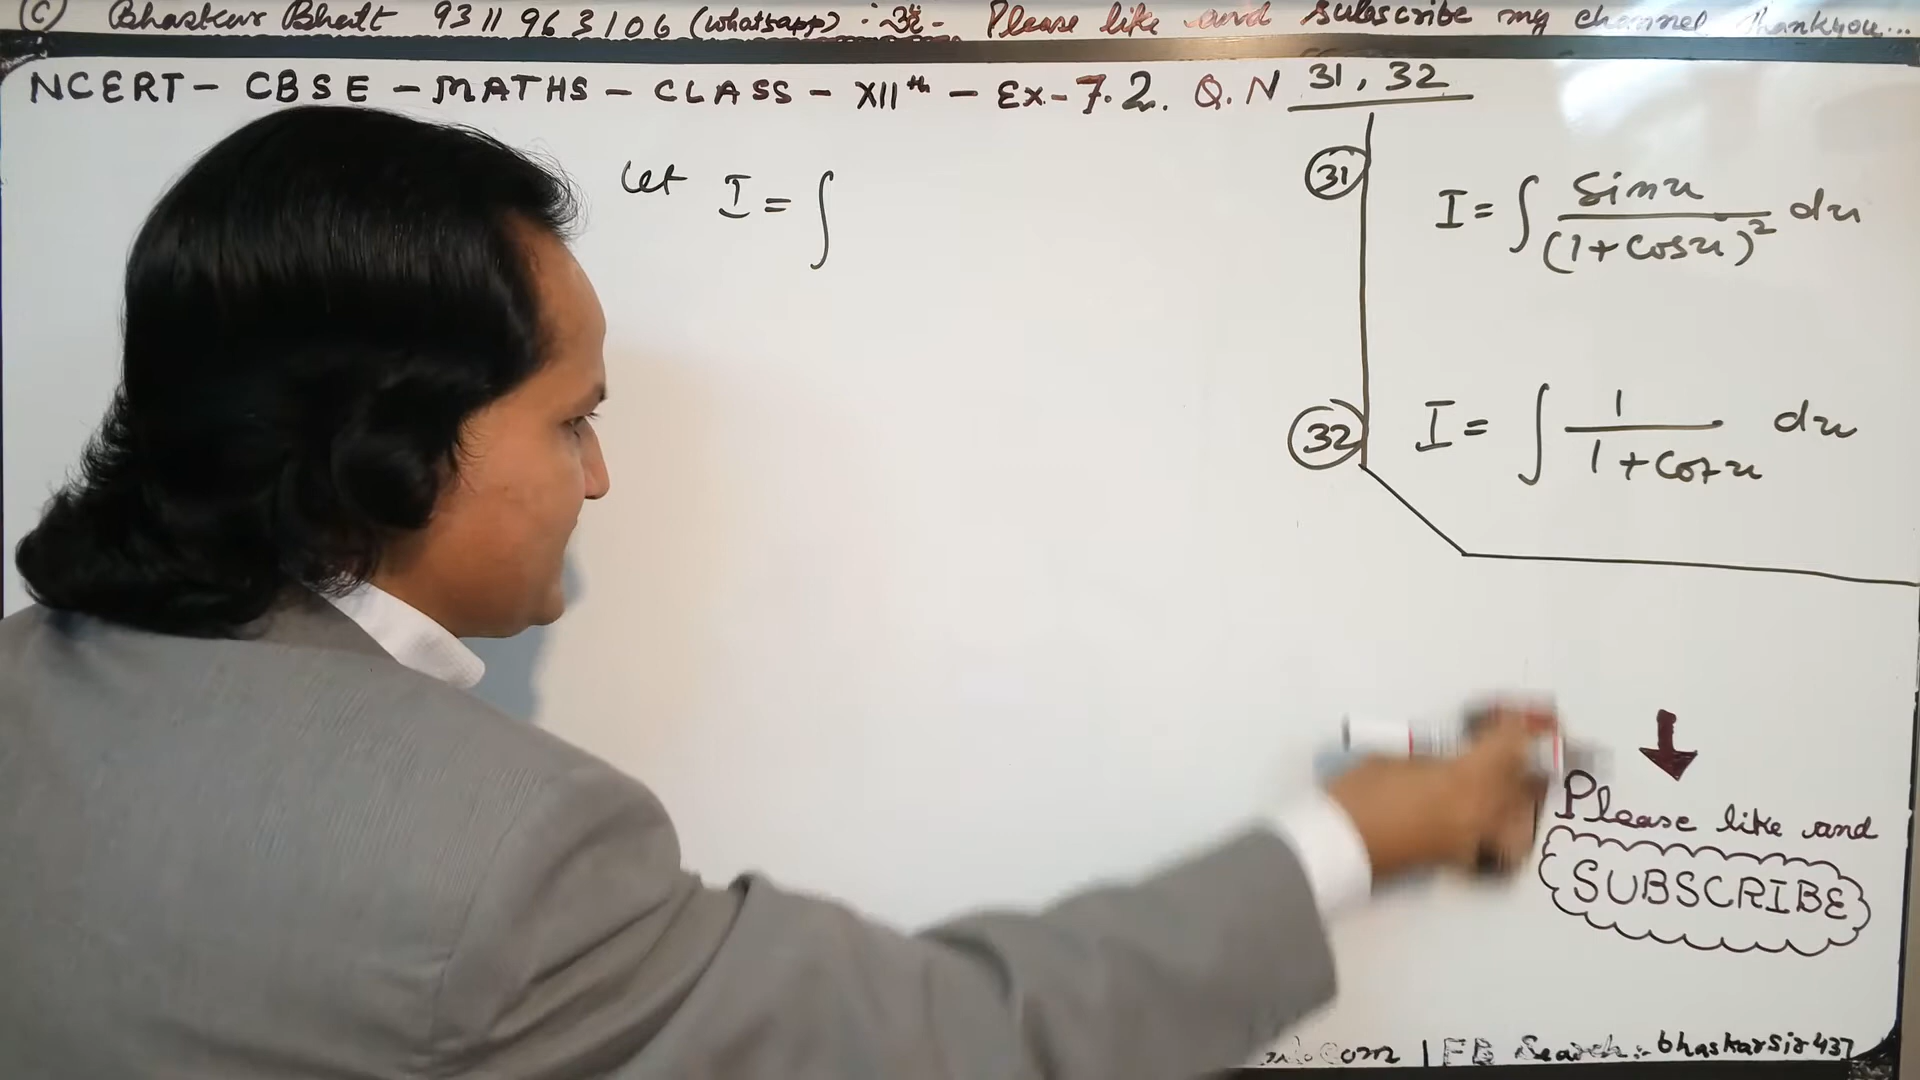 (C) Bhaskar Bhatt 9311963106 (whatsapp) :- Please like and subscribe my channel Thankyou...
NCERT - CBSE - MATHS - CLASS - XIIth - Ex-7.2. Q.N 31, 32
Let I = ∫
31 I = ∫ sinx/(1+cosx)² dx
32 I = ∫ 1/(1+cotx) dx
Please like and
SUBSCRIBE
com | FB Search:- bhaskarsir437